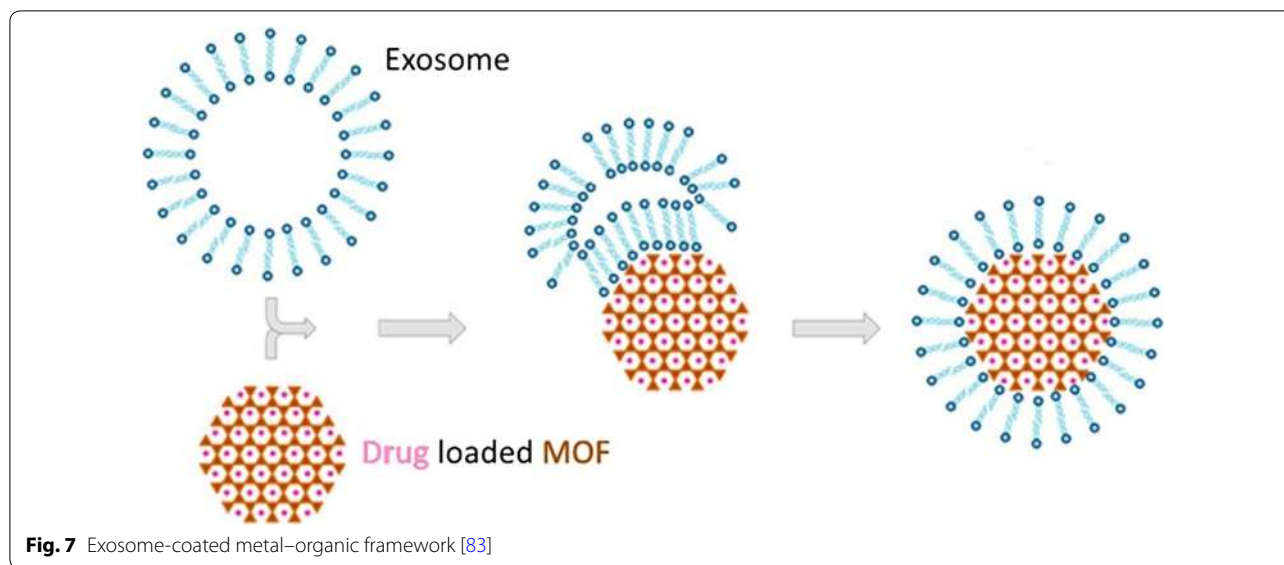 Exosome
Drug loaded MOF
Fig. 7 Exosome-coated metal–organic framework [83]